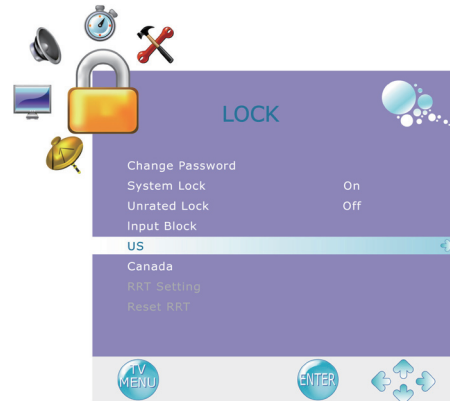 LOCK
Change Password
System Lock On
Unrated Lock Off
Input Block
US
Canada
RRT Setting
Reset RRT
TV
MENU
ENTER